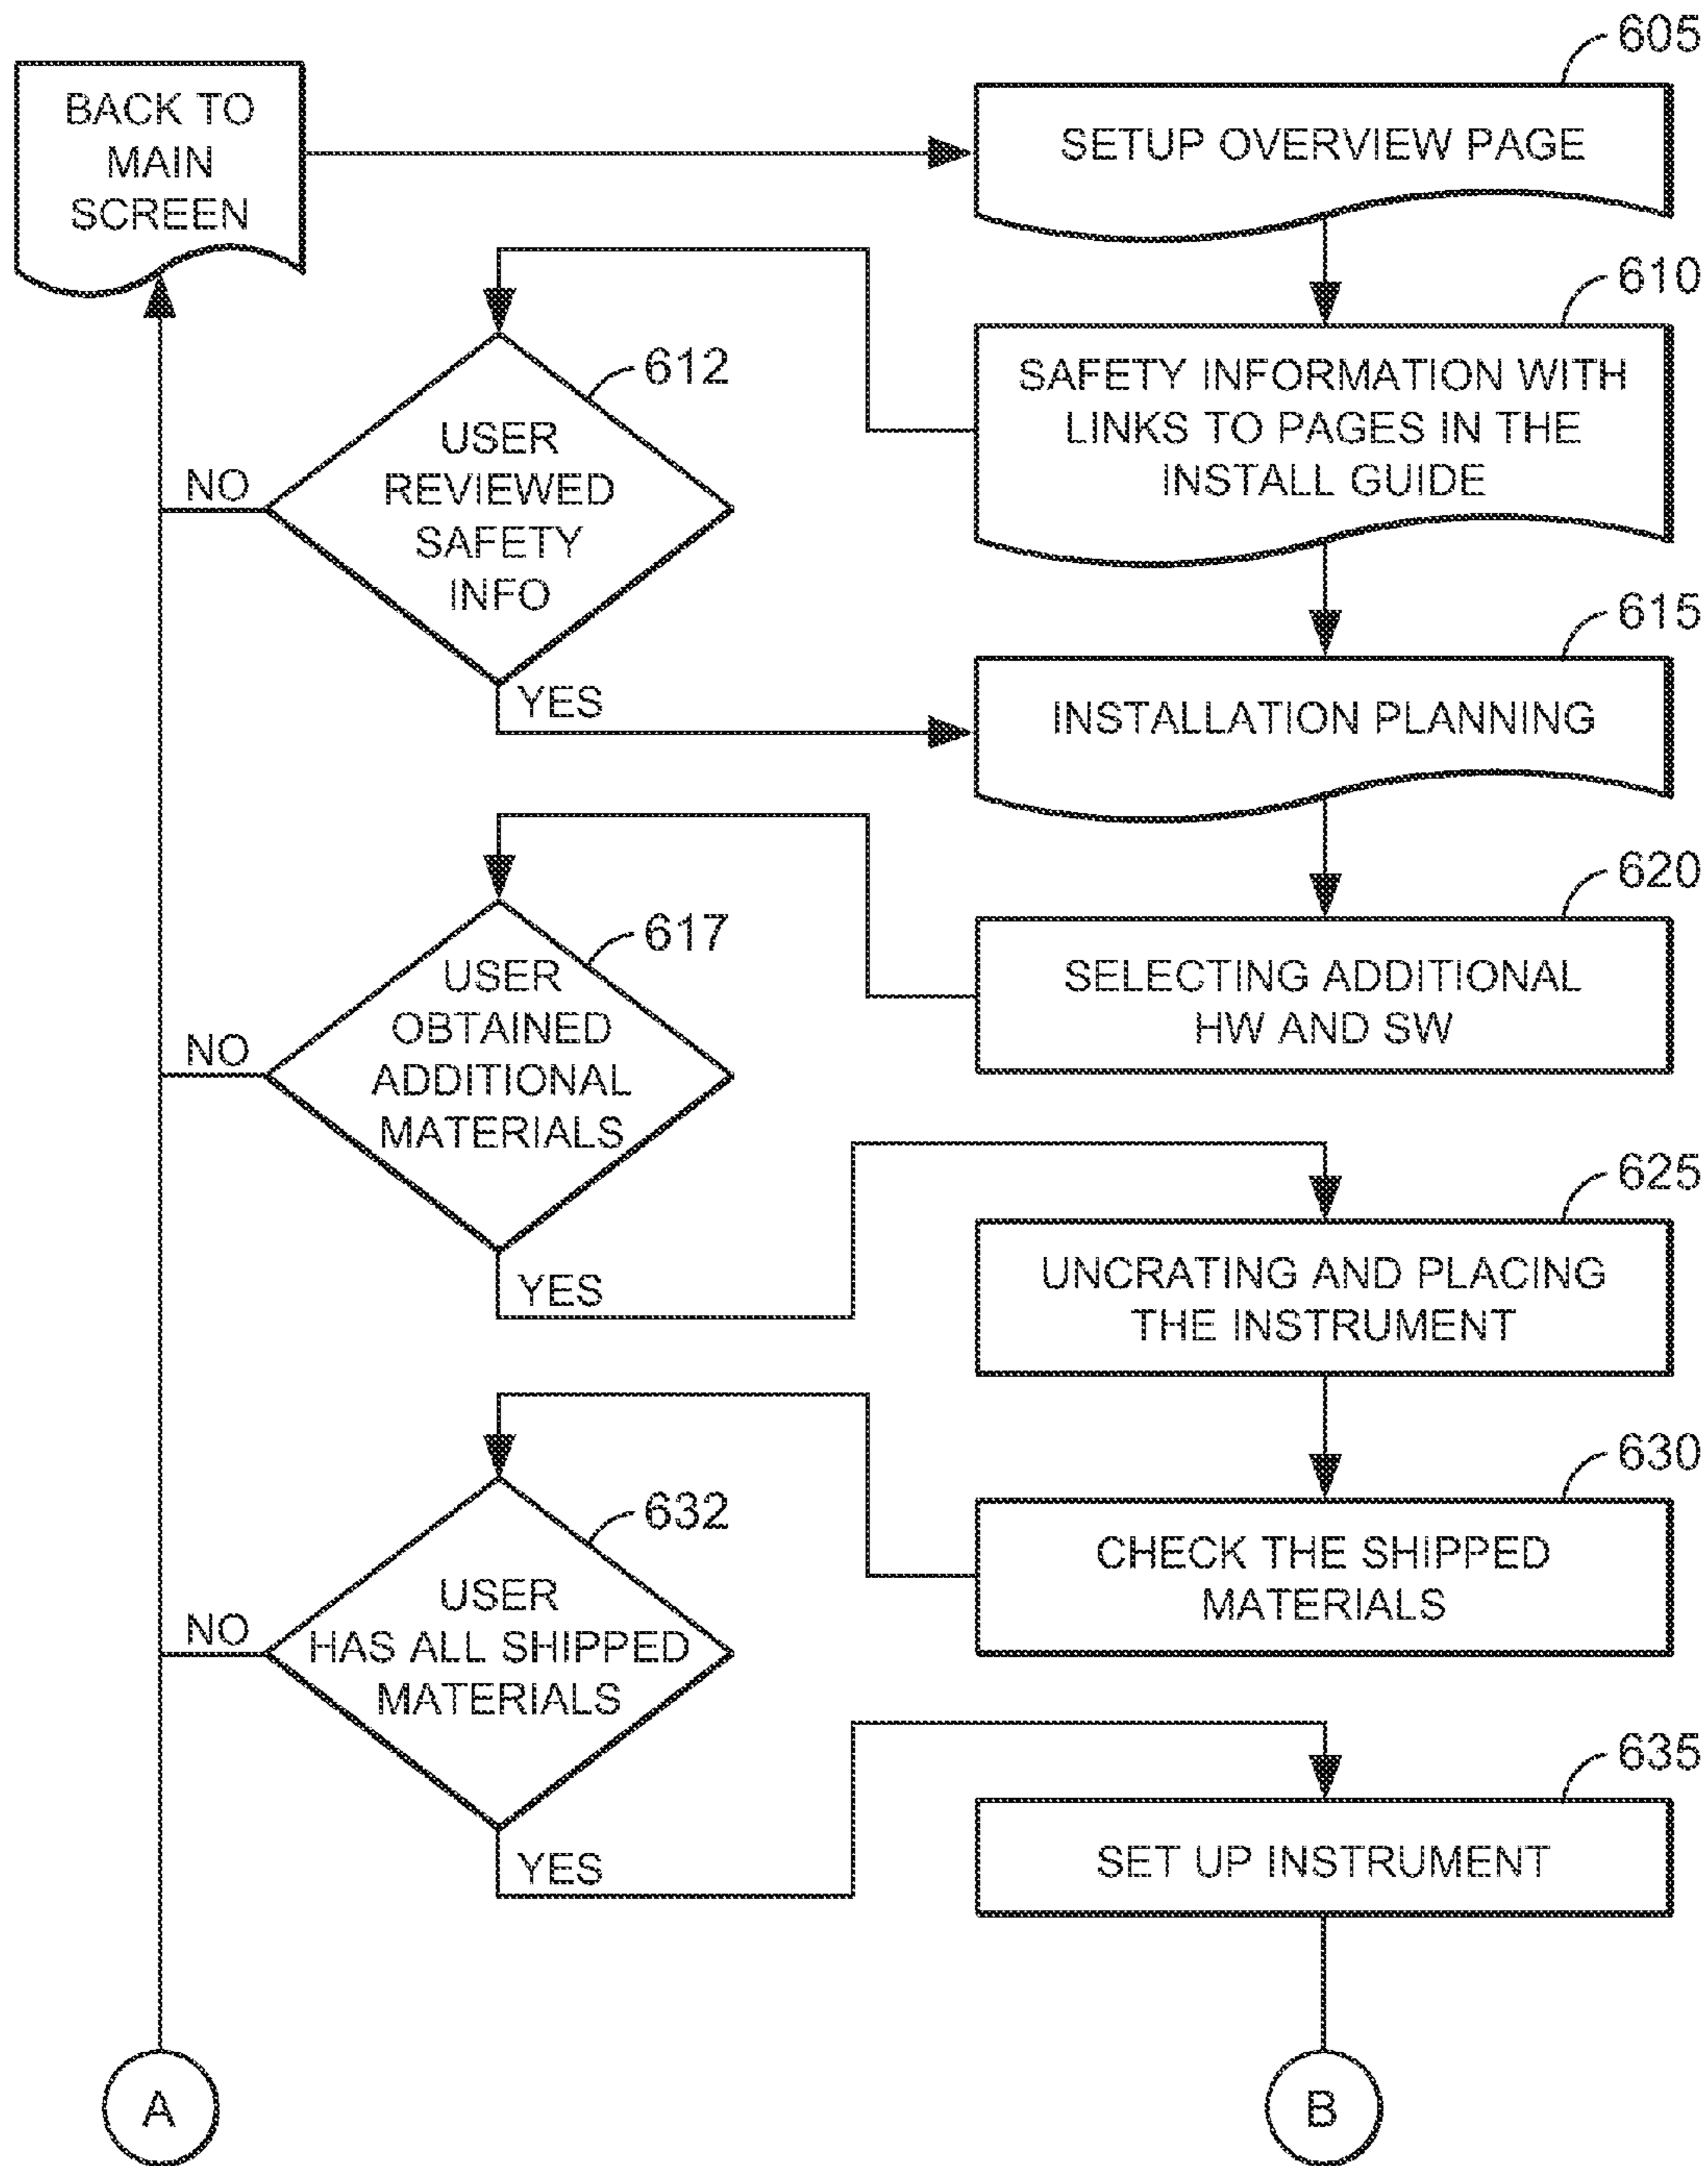 605
BACK TO
MAIN
SCREEN
SETUP OVERVIEW PAGE
610
612
SAFETY INFORMATION WITH
LINKS TO PAGES IN THE
INSTALL GUIDE
USER
REVIEWED
SAFETY
INFO
NO
YES
615
INSTALLATION PLANNING
620
617
SELECTING ADDITIONAL
HW AND SW
USER
OBTAINED
ADDITIONAL
MATERIALS
NO
YES
625
UNCRATING AND PLACING
THE INSTRUMENT
630
632
CHECK THE SHIPPED
MATERIALS
USER
HAS ALL SHIPPED
MATERIALS
NO
YES
635
SET UP INSTRUMENT
A
B